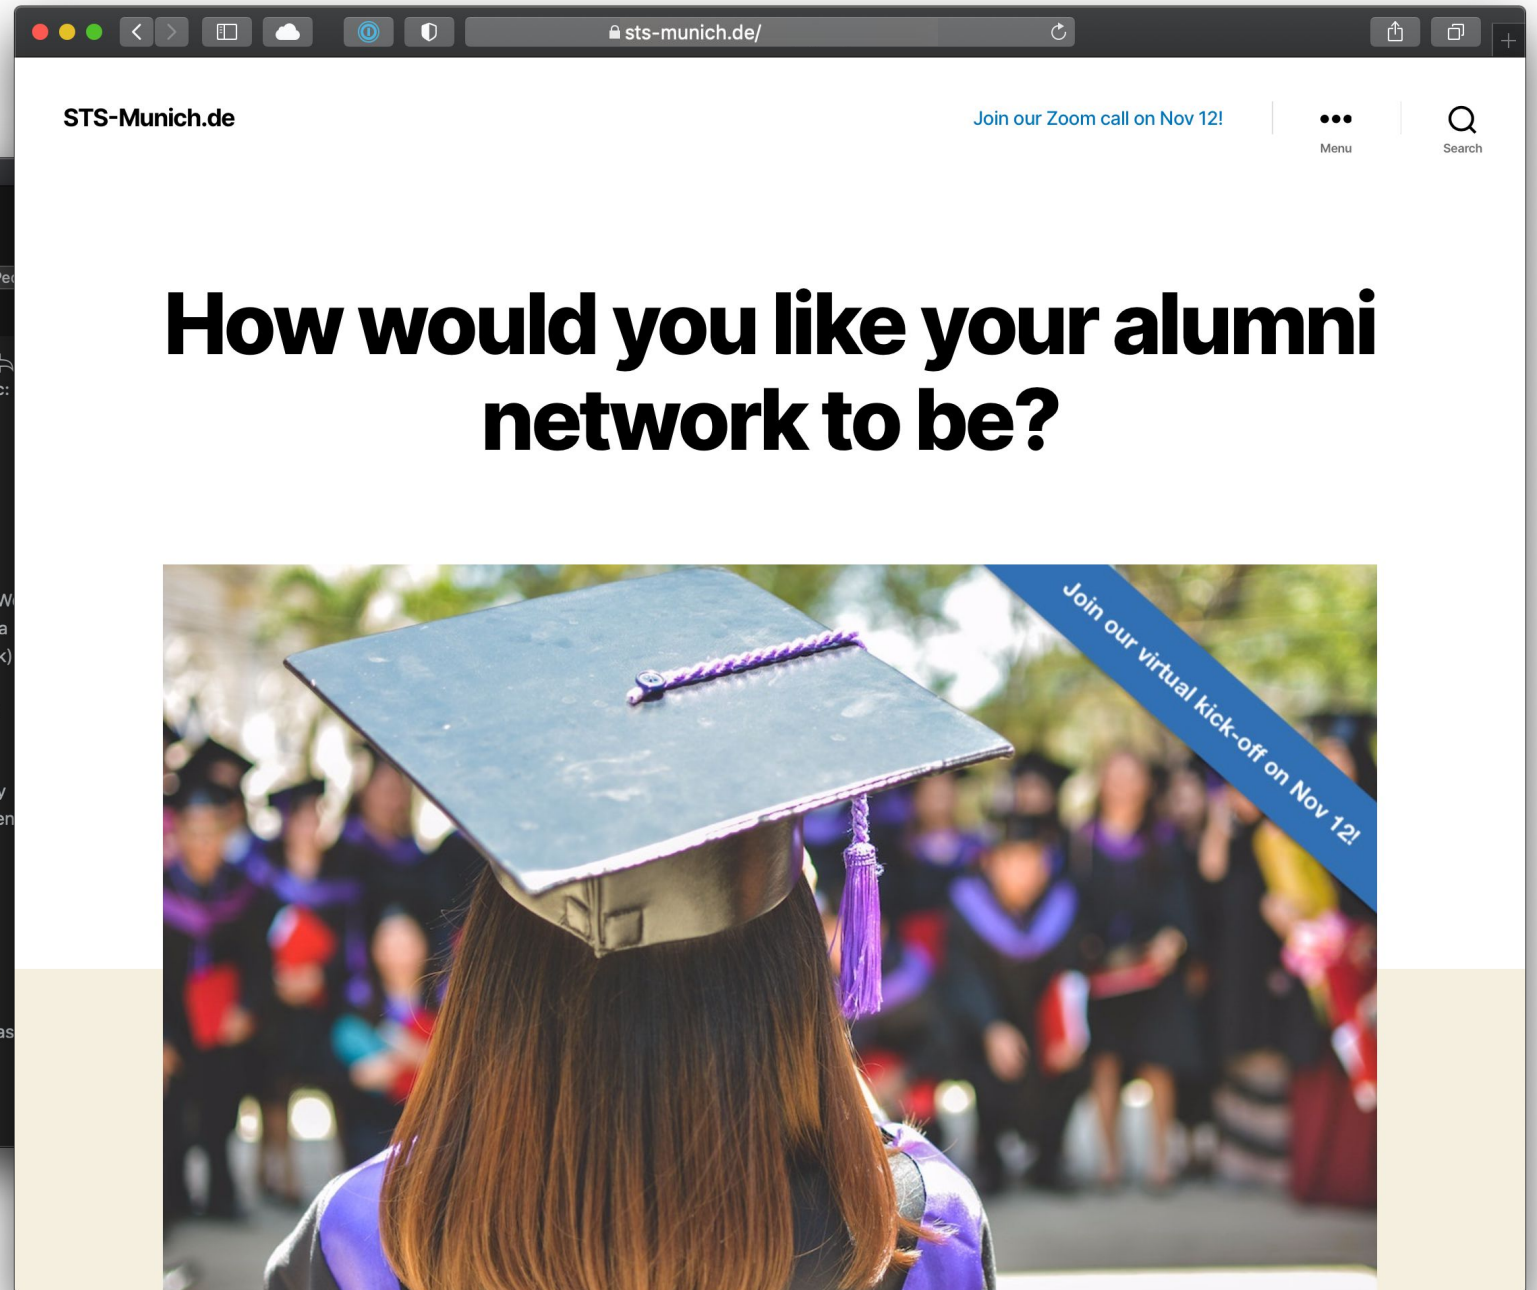 sts-munich.de/
STS-Munich.de
Join our Zoom call on Nov 12!
Menu
Search
How would you like your alumni
network to be?
Join our virtual kick-off on Nov 12!